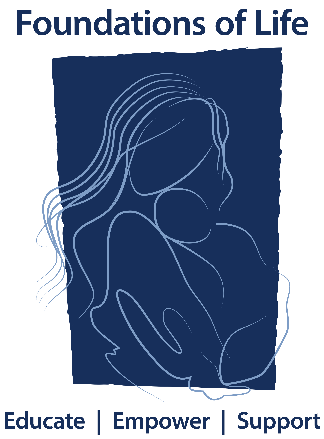 Foundations of Life
Educate | Empower | Support